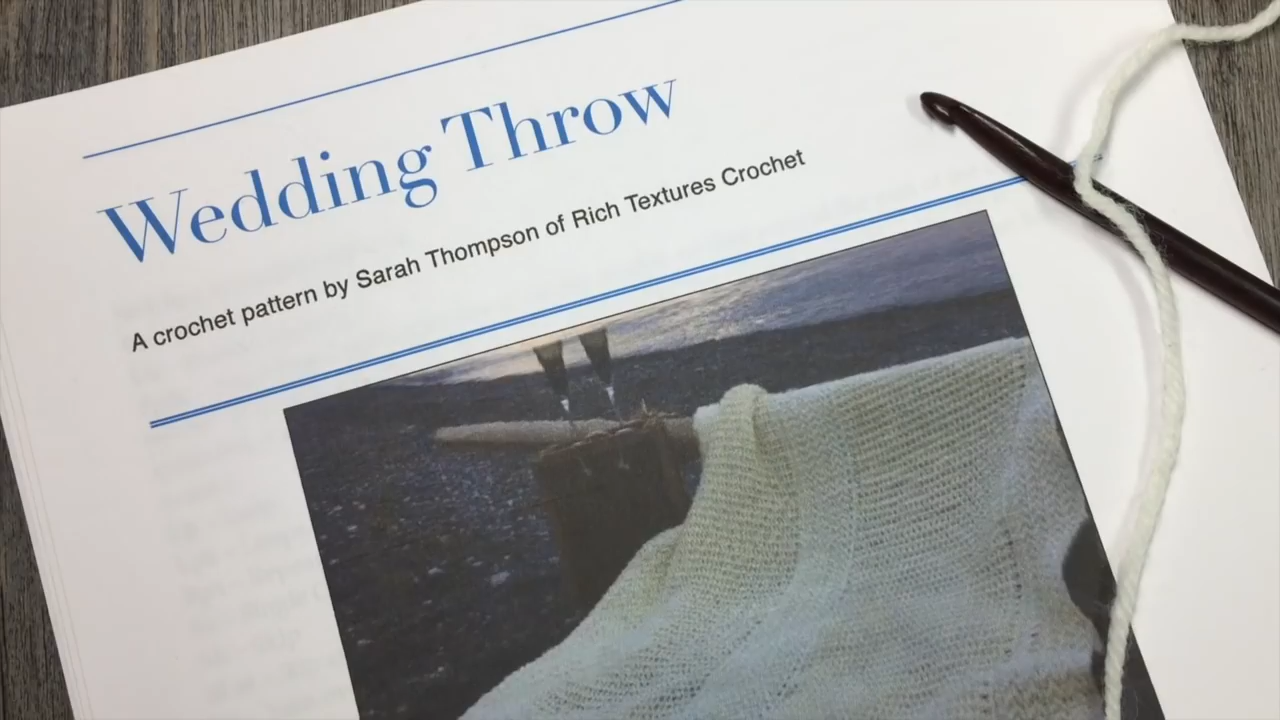 Wedding Throw
A crochet pattern by Sarah Thompson of Rich Textures Crochet